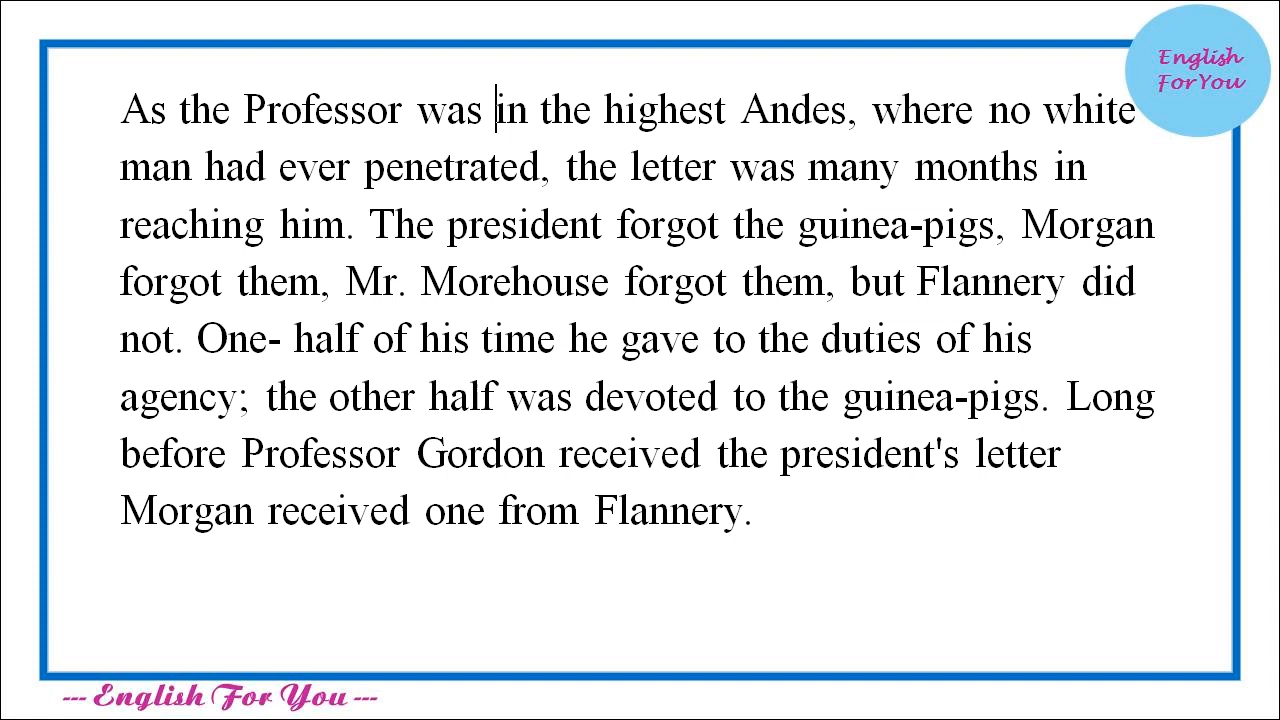 English
ForYou
As the Professor was in the highest Andes, where no white
man had ever penetrated, the letter was many months in
reaching him. The president forgot the guinea-pigs, Morgan
forgot them, Mr. Morehouse forgot them, but Flannery did
not. One- half of his time he gave to the duties of his
agency; the other half was devoted to the guinea-pigs. Long
before Professor Gordon received the president's letter
Morgan received one from Flannery.
--- English For You ---